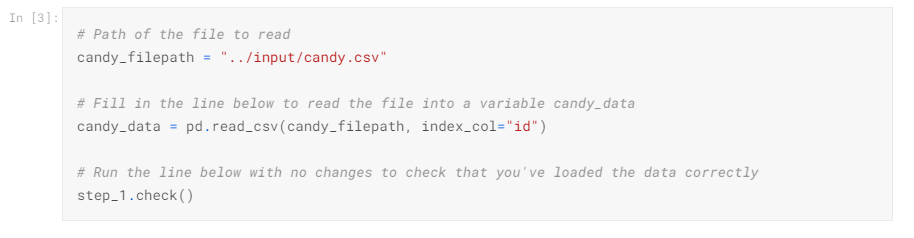 In [3]:
# Path of the file to read
candy_filepath = "../input/candy.csv"
# Fill in the line below to read the file into a variable candy_data
candy_data = pd.read_csv(candy_filepath, index_col="id")
# Run the line below with no changes to check that you've loaded the data correctly
step_1.check()